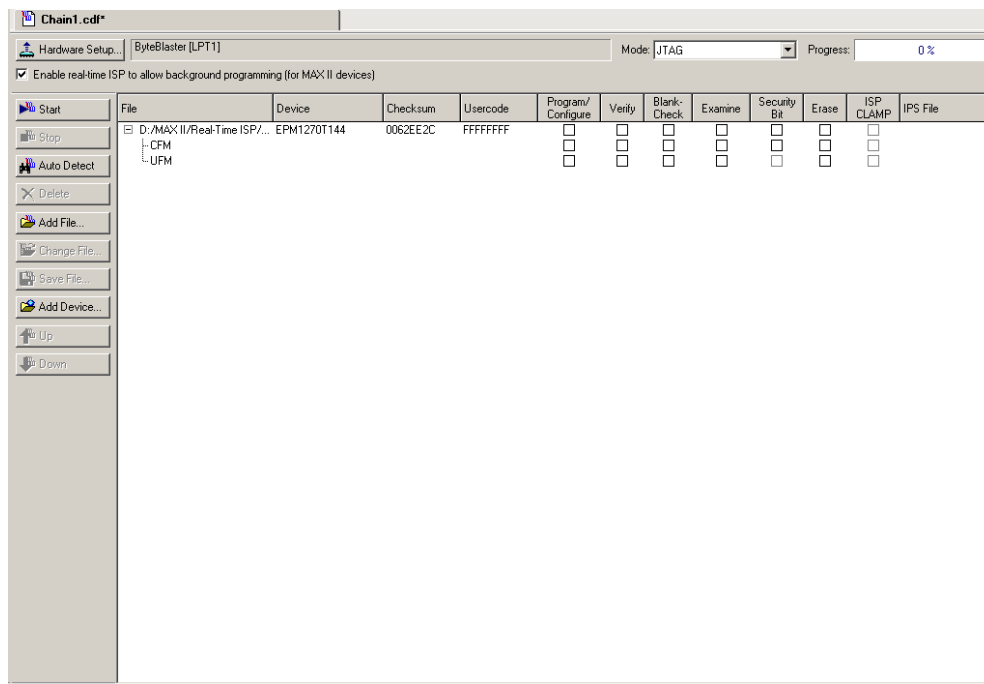 Chain1.cdf*
Hardware Setup... ByteBlaster [LPT1] Mode: JTAG Progress: 0 %
Enable real-time ISP to allow background programming (for MAX II devices)
Start
Stop
Auto Detect
Delete
Add File...
Change File...
Save File...
Add Device...
Up
Down
File Device Checksum Usercode Program/ Configure Verify Blank- Check Examine Security Bit Erase ISP CLAMP IPS File
D:/MAX II/Real-Time ISP/... EPM1270T144 0062EE2C FFFFFFFF
CFM
UFM